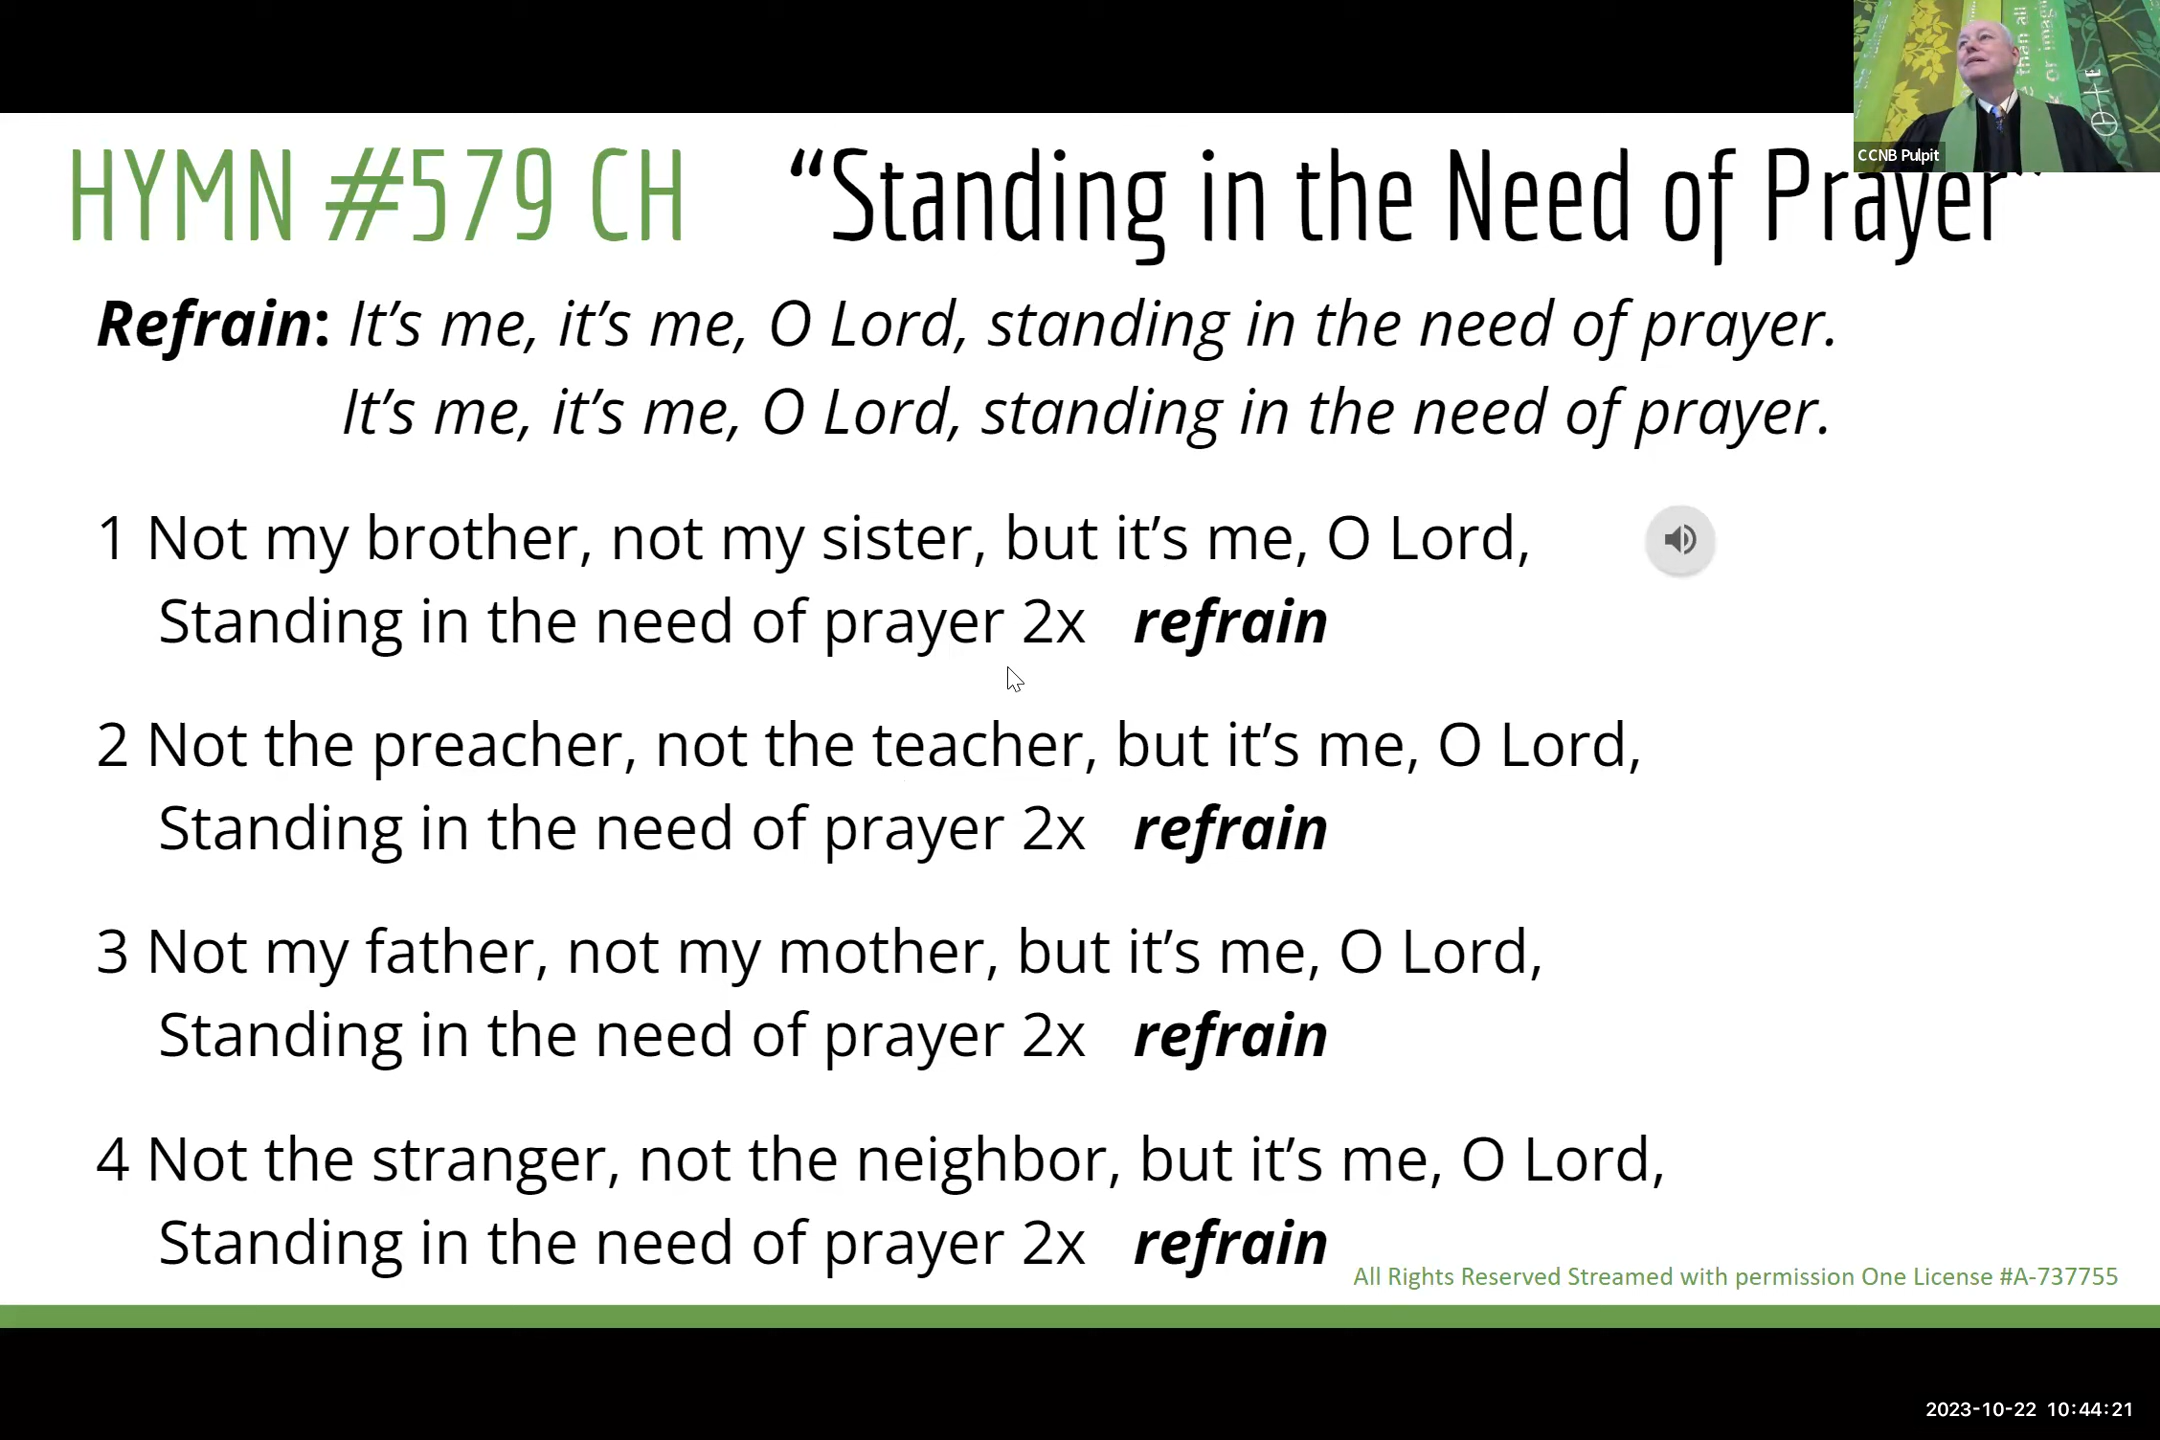 HYMN #579 CH “Standing in the Need of Prayer”
than all
or imag
CCNB Pulpit
Refrain: It’s me, it’s me, O Lord, standing in the need of prayer.
It’s me, it’s me, O Lord, standing in the need of prayer.
1 Not my brother, not my sister, but it’s me, O Lord,
Standing in the need of prayer 2x refrain
2 Not the preacher, not the teacher, but it’s me, O Lord,
Standing in the need of prayer 2x refrain
3 Not my father, not my mother, but it’s me, O Lord,
Standing in the need of prayer 2x refrain
4 Not the stranger, not the neighbor, but it’s me, O Lord,
Standing in the need of prayer 2x refrain
All Rights Reserved Streamed with permission One License #A-737755
2023-10-22 10:44:21